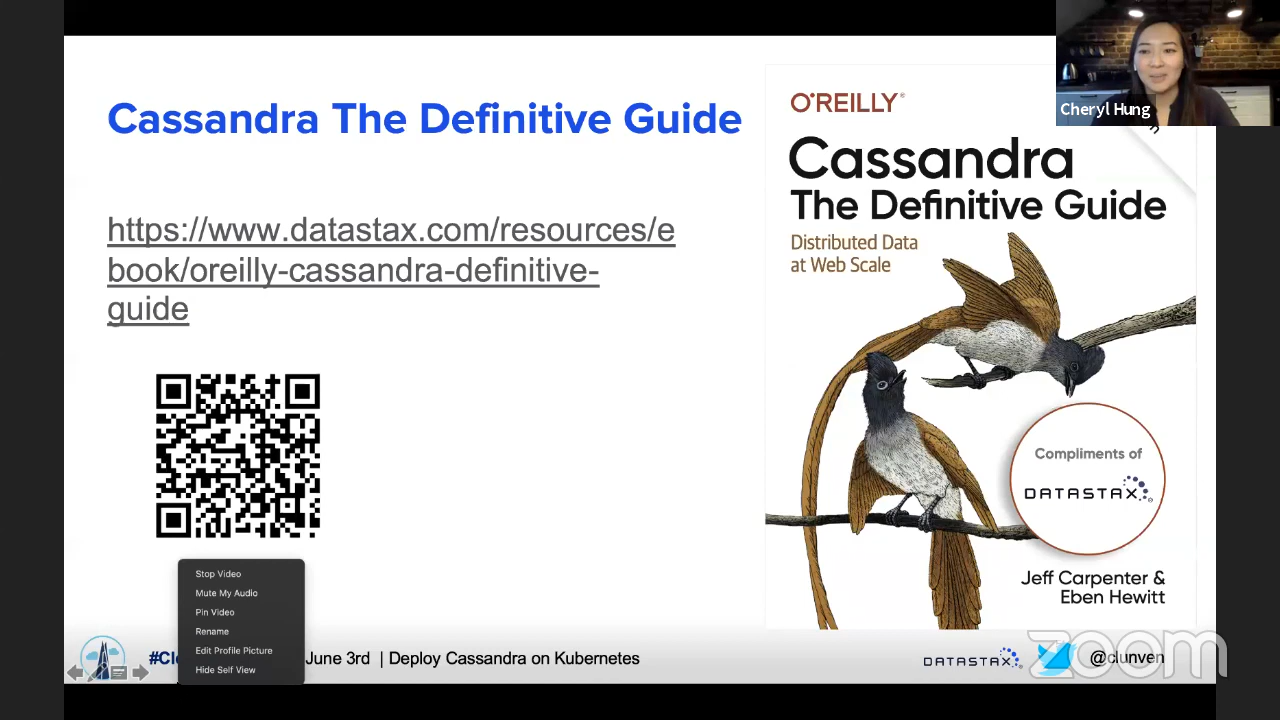 Cassandra The Definitive Guide
https://www.datastax.com/resources/e
book/oreilly-cassandra-definitive-
guide
O'REILLY®
Cassandra
The Definitive Guide
Distributed Data
at Web Scale
Compliments of
DATASTAX
Jeff Carpenter &
Eben Hewitt
Cheryl Hung
Stop Video
Mute My Audio
Pin Video
Rename
Edit Profile Picture
Hide Self View
June 3rd | Deploy Cassandra on Kubernetes
DATASTAX
@clunven
zoom